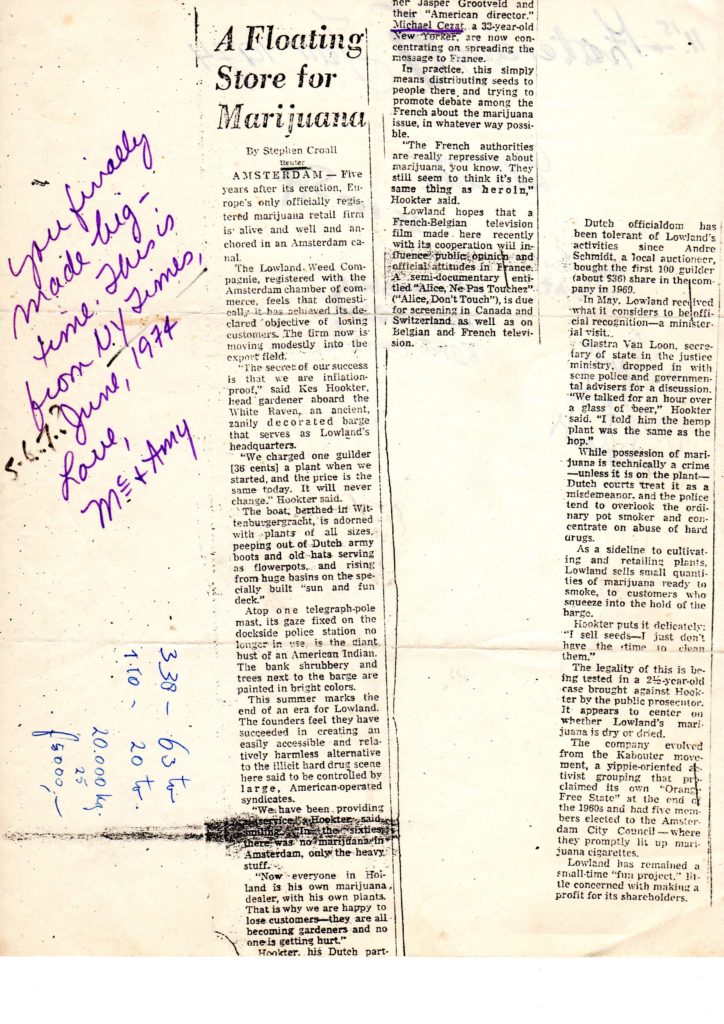 A Floating
Store for
Marijuana
By Stephen Croall
Reuter
AMSTERDAM — Five
years after its creation, Eu-
rope's only officially regis-
tered marijuana retail firm
is alive and well and an-
chored in an Amsterdam ca-
nal.
The Lowland Weed Com-
pagnie, registered with the
Amsterdam chamber of com-
merce, feels that domesti-
cally it has achieved its de-
clared objective of losing
customers. The firm now is
moving modestly into the
export field.
"The secret of our success
is that we are inflation-
proof," said Kes Hookter,
head gardener aboard the
White Raven, an ancient,
zanily decorated barge
that serves as Lowland's
headquarters.
"We charged one guilder
[36 cents] a plant when we
started, and the price is the
same today. It will never
change." Hookter said.
The boat, berthed in Wit-
tenburgergracht, is adorned
with plants of all sizes,
peeping out of Dutch army
boots and old hats serving
as flowerpots, and rising
from huge basins on the spe-
cially built "sun and fun
deck."
Atop one telegraph-pole
mast, its gaze fixed on the
dockside police station no
longer in use, is the giant
bust of an American Indian.
The bank shrubbery and
trees next to the barge are
painted in bright colors.
This summer marks the
end of an era for Lowland.
The founders feel they have
succeeded in creating an
easily accessible and rela-
tively harmless alternative
to the illicit hard drug scene
here said to be controlled by
large, American-operated
syndicates.
"We have been providing
service," Hookter said,
smiling. "In the sixties
there was no marijuana in
Amsterdam, only the heavy
stuff.
"Now everyone in Hol-
land is his own marijuana
dealer, with his own plants.
That is why we are happy to
lose customers—they are all
becoming gardeners and no
one is getting hurt."
Hookter, his Dutch part-
ner Jasper Grootveld and
their "American director."
Michael Cezat, a 33-year-old
New Yorker, are now con-
centrating on spreading the
message to France.
In practice, this simply
means distributing seeds to
people there and trying to
promote debate among the
French about the marijuana
issue, in whatever way possi-
ble.
"The French authorities
are really repressive about
marijuana, you know. They
still seem to think it's the
same thing as heroin,"
Hookter said.
Lowland hopes that a
French-Belgian television
film made here recently
with its cooperation will in-
fluence public opinion and
official attitudes in France.
A semi-documentary enti-
tled "Alice, Ne Pas Touchez"
("Alice, Don't Touch"), is due
for screening in Canada and
Switzerland as well as on
Belgian and French televi-
sion.
Dutch officialdom has
been tolerant of Lowland's
activities since Andre
Schmidt, a local auctioneer,
bought the first 100 guilder
(about $36) share in the com-
pany in 1969.
In May, Lowland received
what it considers to be offi-
cial recognition—a minister-
ial visit.
Glastra Van Loon, secre-
tary of state in the justice
ministry, dropped in with
some police and governmen-
tal advisers for a discussion.
"We talked for an hour over
a glass of beer," Hookter
said. "I told him the hemp
plant was the same as the
hop."
While possession of mari-
juana is technically a crime
—unless it is on the plant—
Dutch courts treat it as a
misdemeanor, and the police
tend to overlook the ordi-
nary pot smoker and con-
centrate on abuse of hard
drugs.
As a sideline to cultivat-
ing and retailing plants,
Lowland sells small quanti-
ties of marijuana ready to
smoke, to customers who
squeeze into the hold of the
barge.
Hookter puts it delicately:
"I sell seeds—I just don't
have the time to clean
them."
The legality of this is be-
ing tested in a 2½-year-old
case brought against Hook-
ter by the public prosecutor.
It appears to center on
whether Lowland's mari-
juana is dry or dried.
The company evolved
from the Kabouter move-
ment, a yippie-oriented ac-
tivist grouping that pro-
claimed its own "Orange
Free State" at the end of
the 1960s and had five mem-
bers elected to the Amster-
dam City Council—where
they promptly lit up mari-
juana cigarettes.
Lowland has remained a
small-time "fun project," lit-
tle concerned with making a
profit for its shareholders.
You finally
made big-
time. This is
from N.Y Times,
June, 1974
Love,
M + Amy
5.6.7.?
3.30 - 63
1.10 - 20
20.000 kg
25
f 5000,-